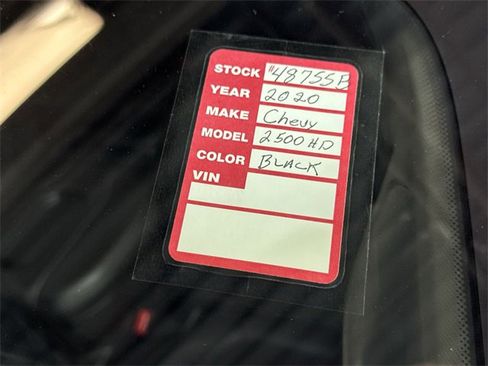 STOCK #48755B
YEAR 2020
MAKE Chevy
MODEL 2500HD
COLOR BLACK
VIN